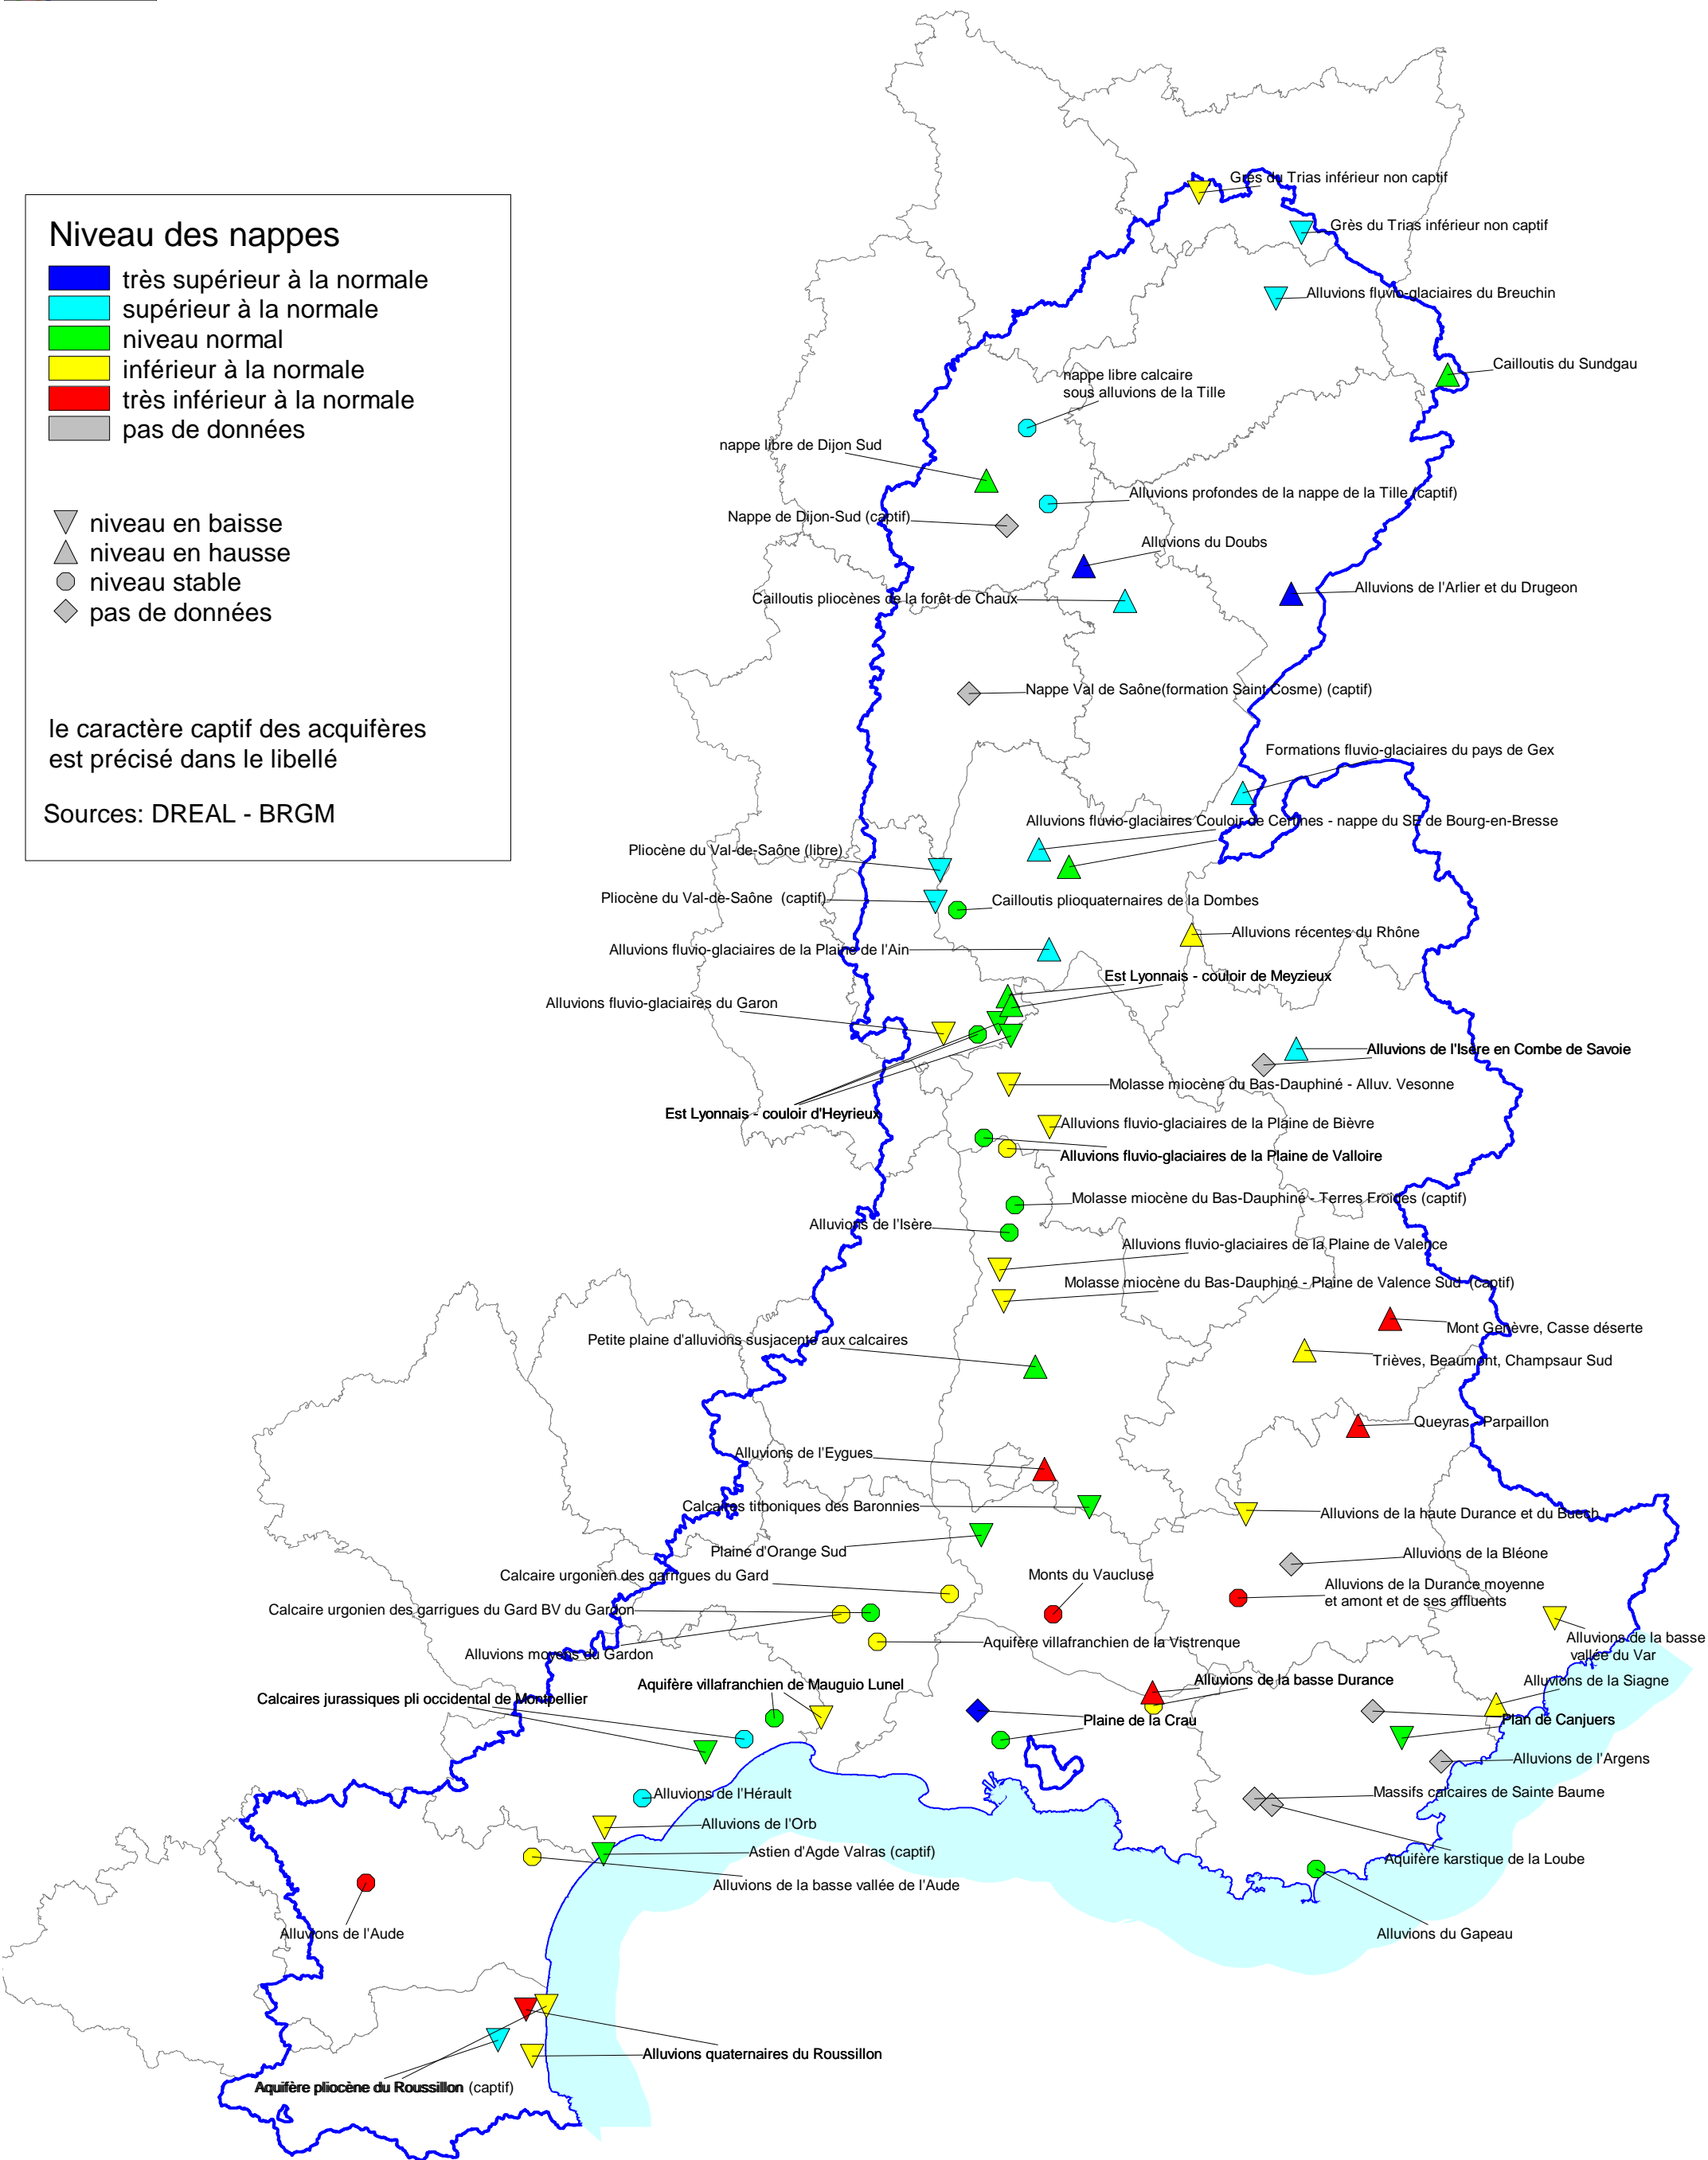 Niveau des nappes
très supérieur à la normale
supérieur à la normale
niveau normal
inférieur à la normale
très inférieur à la normale
pas de données
niveau en baisse
niveau en hausse
niveau stable
pas de données
le caractère captif des acquifères
est précisé dans le libellé
Sources: DREAL - BRGM
Grès du Trias inférieur non captif
Grès du Trias inférieur non captif
Alluvions fluvio-glaciaires du Breuchin
Cailloutis du Sundgau
nappe libre calcaire
sous alluvions de la Tille
nappe libre de Dijon Sud
Alluvions profondes de la nappe de la Tille (captif)
Nappe de Dijon-Sud (captif)
Alluvions du Doubs
Alluvions de l'Arlier et du Drugeon
Cailloutis pliocènes de la forêt de Chaux
Nappe Val de Saône(formation Saint Cosme) (captif)
Formations fluvio-glaciaires du pays de Gex
Alluvions fluvio-glaciaires Couloir de Certines - nappe du SE de Bourg-en-Bresse
Pliocène du Val-de-Saône (libre)
Pliocène du Val-de-Saône (captif)
Cailloutis plioquaternaires de la Dombes
Alluvions récentes du Rhône
Alluvions fluvio-glaciaires de la Plaine de l'Ain
Est Lyonnais - couloir de Meyzieux
Alluvions fluvio-glaciaires du Garon
Alluvions de l'Isère en Combe de Savoie
Molasse miocène du Bas-Dauphiné - Alluv. Vesonne
Est Lyonnais - couloir d'Heyrieux
Alluvions fluvio-glaciaires de la Plaine de Bièvre
Alluvions fluvio-glaciaires de la Plaine de Valloire
Molasse miocène du Bas-Dauphiné - Terres Froides (captif)
Alluvions de l'Isère
Alluvions fluvio-glaciaires de la Plaine de Valence
Molasse miocène du Bas-Dauphiné - Plaine de Valence Sud (captif)
Mont Genèvre, Casse déserte
Petite plaine d'alluvions susjacente aux calcaires
Trièves, Beaumont, Champsaur Sud
Queyras - Parpaillon
Alluvions de l'Eygues
Calcaires tithoniques des Baronnies
Alluvions de la haute Durance et du Buech
Plaine d'Orange Sud
Alluvions de la Bléone
Calcaire urgonien des garrigues du Gard
Monts du Vaucluse
Alluvions de la Durance moyenne
et amont et de ses affluents
Calcaire urgonien des garrigues du Gard BV du Gardon
Alluvions de la basse
vallée du Var
Aquifère villafranchien de la Vistrenque
Alluvions moyens du Gardon
Alluvions de la basse Durance
Alluvions de la Siagne
Aquifère villafranchien de Mauguio Lunel
Calcaires jurassiques pli occidental de Montpellier
Plaine de la Crau
Plan de Canjuers
Alluvions de l'Argens
Massifs calcaires de Sainte Baume
Alluvions de l'Hérault
Alluvions de l'Orb
Astien d'Agde Valras (captif)
Aquifère karstique de la Loube
Alluvions de la basse vallée de l'Aude
Alluvions de l'Aude
Alluvions du Gapeau
Alluvions quaternaires du Roussillon
Aquifère pliocène du Roussillon (captif)